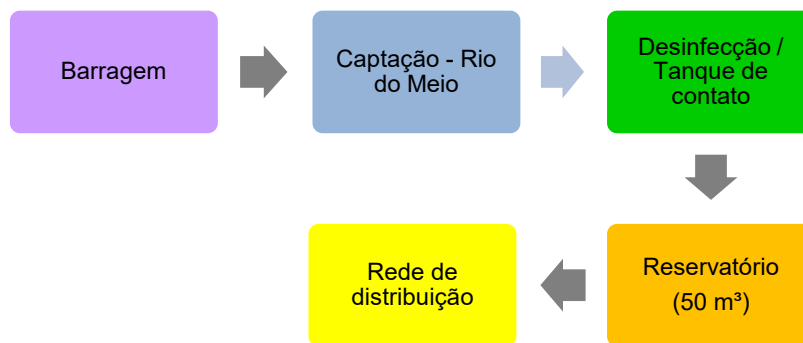 Barragem
Captação - Rio
do Meio
Desinfecção /
Tanque de
contato
Reservatório
(50 m³)
Rede de
distribuição